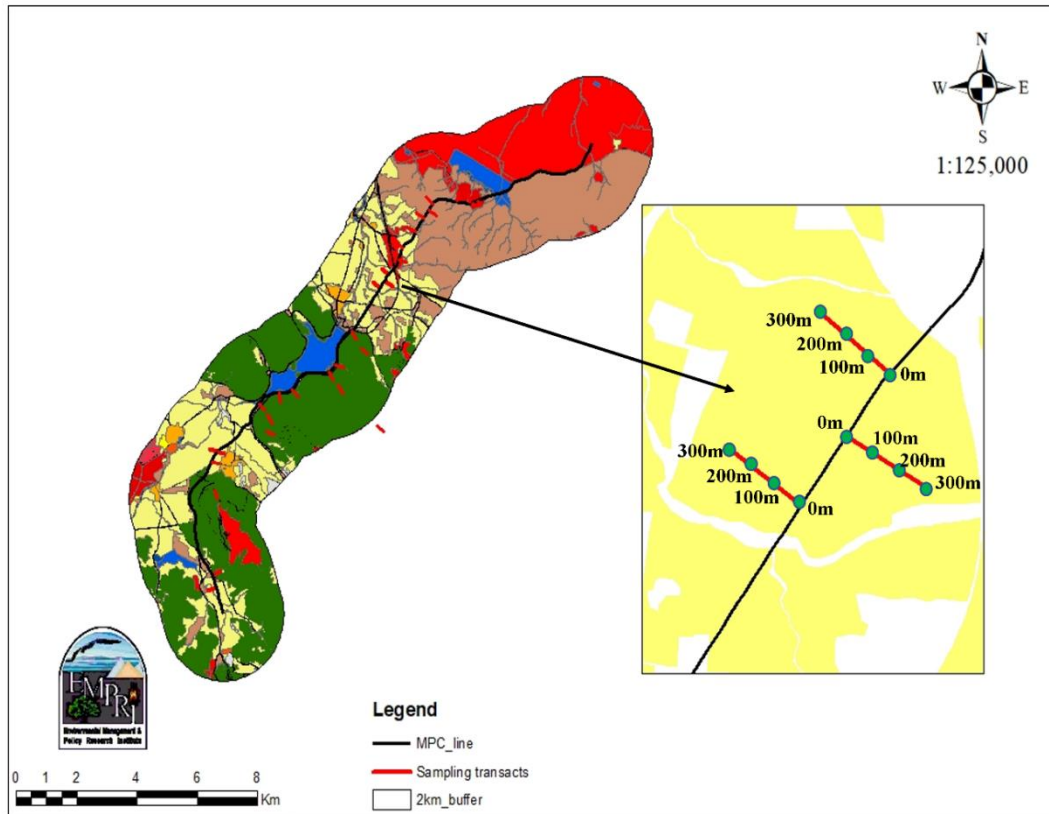 N
W E
S
1:125,000
300m
200m
100m
0m
0m
100m
200m
300m
300m
200m
100m
0m
EMPRI
Environmental Management &
Policy Research Institute
Legend
MPC_line
Sampling transacts
2km_buffer
0 1 2 4 6 8
Km